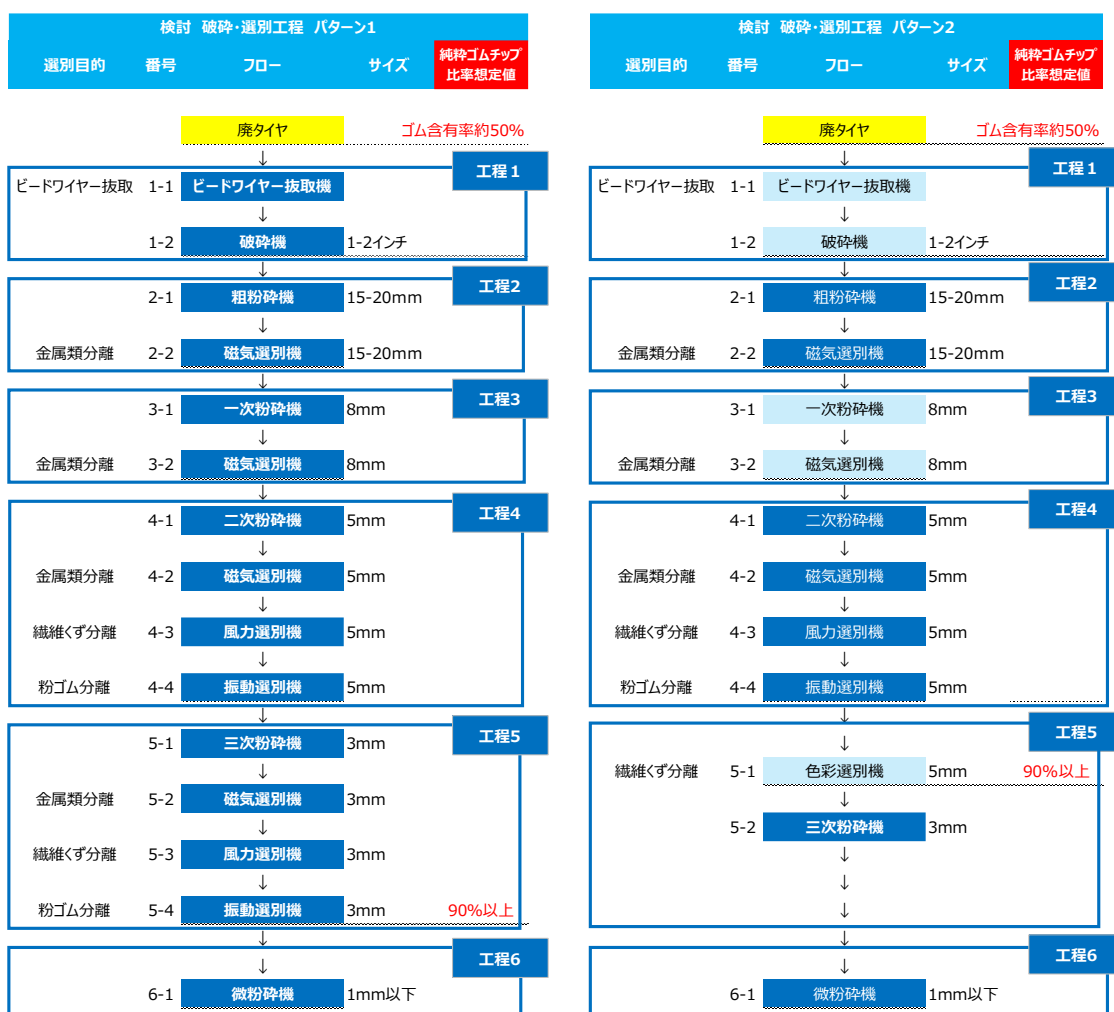 検討 破砕・選別工程 パターン1
選別目的 番号 フロー サイズ 純粋ゴムチップ
比率想定値
廃タイヤ ゴム含有率約50%
↓
工程1
ビードワイヤー抜取 1-1 ビードワイヤー抜取機
↓
1-2 破砕機 1-2インチ
↓
工程2
2-1 粗粉砕機 15-20mm
↓
金属類分離 2-2 磁気選別機 15-20mm
↓
工程3
3-1 一次粉砕機 8mm
↓
金属類分離 3-2 磁気選別機 8mm
↓
工程4
4-1 二次粉砕機 5mm
↓
金属類分離 4-2 磁気選別機 5mm
↓
繊維くず分離 4-3 風力選別機 5mm
↓
粉ゴム分離 4-4 振動選別機 5mm
↓
工程5
5-1 三次粉砕機 3mm
↓
金属類分離 5-2 磁気選別機 3mm
↓
繊維くず分離 5-3 風力選別機 3mm
↓
粉ゴム分離 5-4 振動選別機 3mm 90%以上
↓
工程6
↓
6-1 微粉砕機 1mm以下
検討 破砕・選別工程 パターン2
選別目的 番号 フロー サイズ 純粋ゴムチップ
比率想定値
廃タイヤ ゴム含有率約50%
↓
工程1
ビードワイヤー抜取 1-1 ビードワイヤー抜取機
↓
1-2 破砕機 1-2インチ
↓
工程2
2-1 粗粉砕機 15-20mm
↓
金属類分離 2-2 磁気選別機 15-20mm
↓
工程3
3-1 一次粉砕機 8mm
↓
金属類分離 3-2 磁気選別機 8mm
↓
工程4
4-1 二次粉砕機 5mm
↓
金属類分離 4-2 磁気選別機 5mm
↓
繊維くず分離 4-3 風力選別機 5mm
↓
粉ゴム分離 4-4 振動選別機 5mm
↓
工程5
↓
繊維くず分離 5-1 色彩選別機 5mm 90%以上
↓
5-2 三次粉砕機 3mm
↓
↓
↓
↓
工程6
↓
6-1 微粉砕機 1mm以下